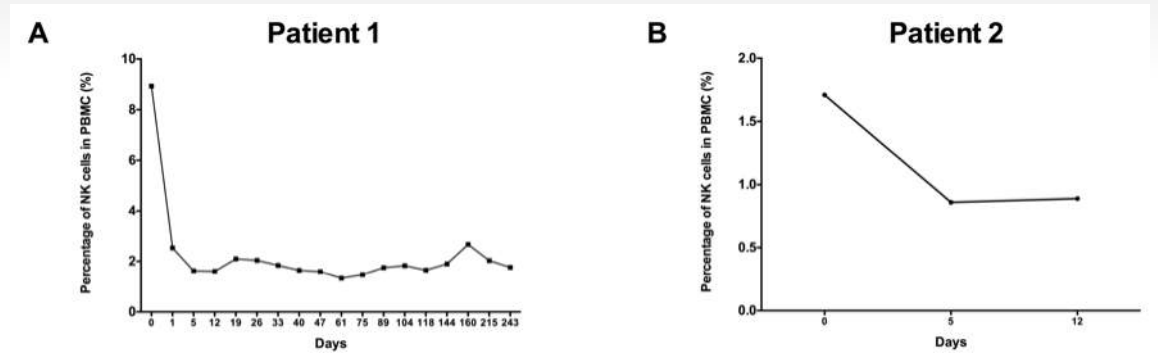 A
Patient 1
Percentage of NK cells in PBMC (%)
10
8
6
4
2
0
0 1 5 12 19 26 33 40 47 61 75 89 104 118 144 160 215 243
Days
B
Patient 2
Percentage of NK cells in PBMC (%)
2.0
1.5
1.0
0.5
0.0
0 5 12
Days